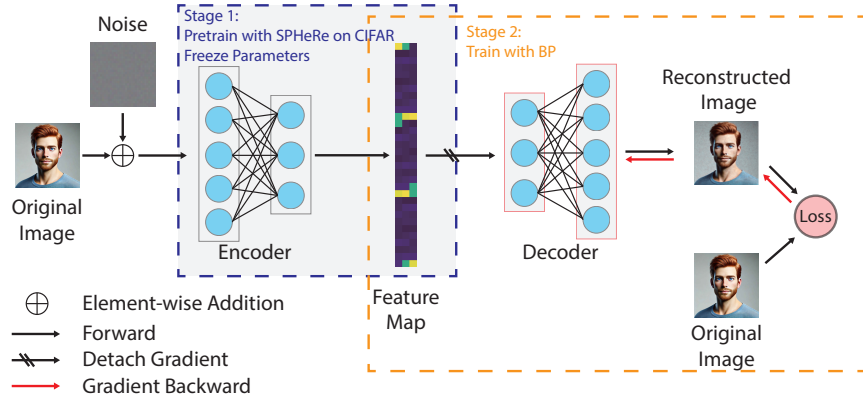 Stage 1:
Pretrain with SPHeRe on CIFAR
Freeze Parameters
Stage 2:
Train with BP
Noise
Original
Image
Encoder
Feature
Map
Decoder
Reconstructed
Image
Loss
Original
Image
Element-wise Addition
Forward
Detach Gradient
Gradient Backward